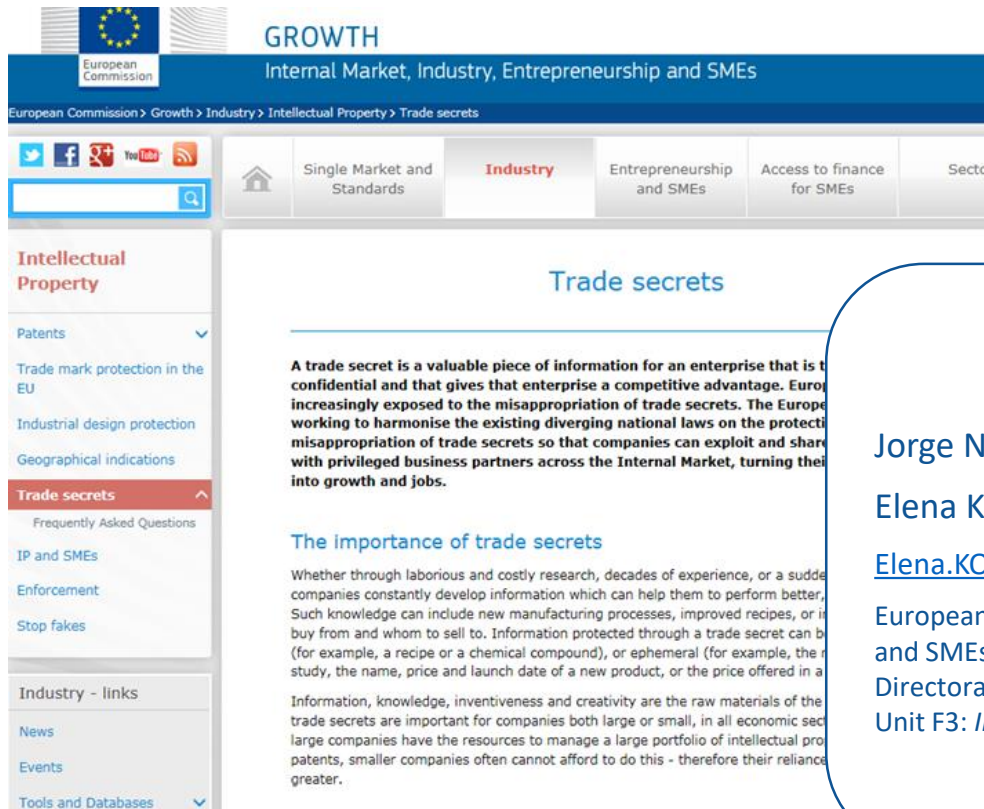 European
Commission
GROWTH
Internal Market, Industry, Entrepreneurship and SMEs
European Commission > Growth > Industry > Intellectual Property > Trade secrets
You Tube
Single Market and
Standards
Industry
Entrepreneurship
and SMEs
Access to finance
for SMEs
Intellectual
Property
Patents
Trade mark protection in the
EU
Industrial design protection
Geographical indications
Trade secrets
Frequently Asked Questions
IP and SMEs
Enforcement
Stop fakes
Industry - links
News
Events
Tools and Databases
Trade secrets
A trade secret is a valuable piece of information for an enterprise that is
confidential and that gives that enterprise a competitive advantage.
increasingly exposed to the misappropriation of trade secrets. The
working to harmonise the existing diverging national laws on the
misappropriation of trade secrets so that companies can exploit and share
with privileged business partners across the Internal Market, turning
into growth and jobs.
The importance of trade secrets
Whether through laborious and costly research, decades of experience, or a
companies constantly develop information which can help them to perform better,
Such knowledge can include new manufacturing processes, improved recipes, or
buy from and whom to sell to. Information protected through a trade secret can
(for example, a recipe or a chemical compound), or ephemeral (for example, the
study, the name, price and launch date of a new product, or the price offered in a
Information, knowledge, inventiveness and creativity are the raw materials of the
trade secrets are important for companies both large or small, in all economic
large companies have the resources to manage a large portfolio of intellectual
patents, smaller companies often cannot afford to do this - therefore their reliance
greater.
Jorge N
Elena K
Elena.KO
European
and SMEs
Unit F3: